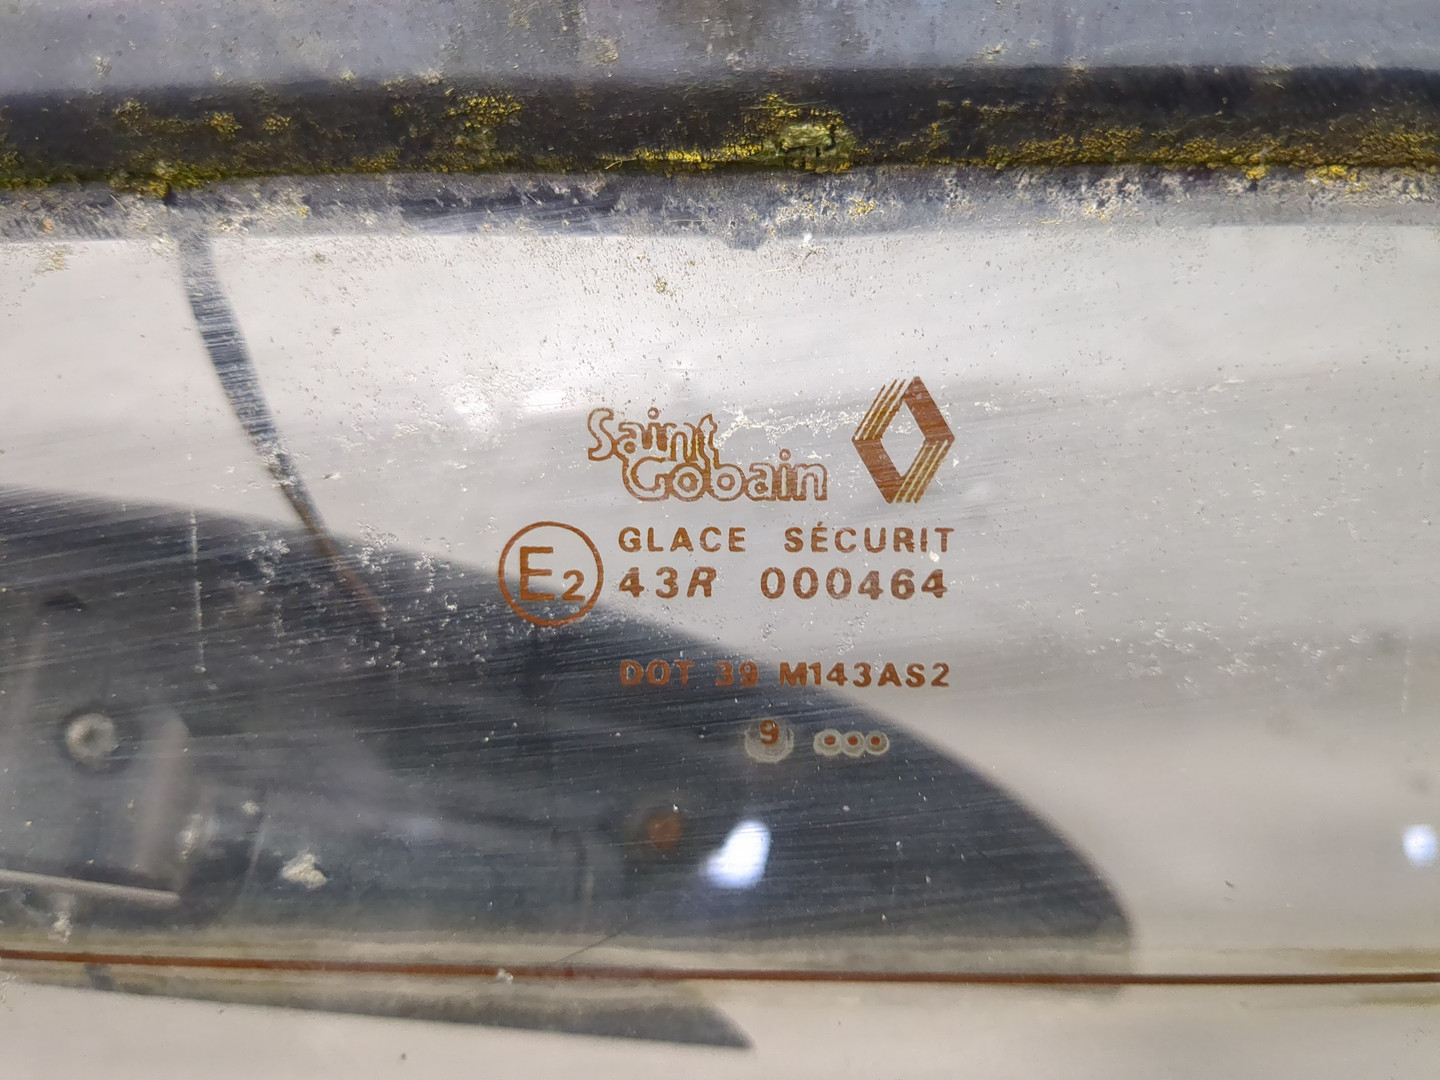 Saint
Gobain
GLACE SÉCURIT
E2 43R 000464
DOT 39 M143AS2
9